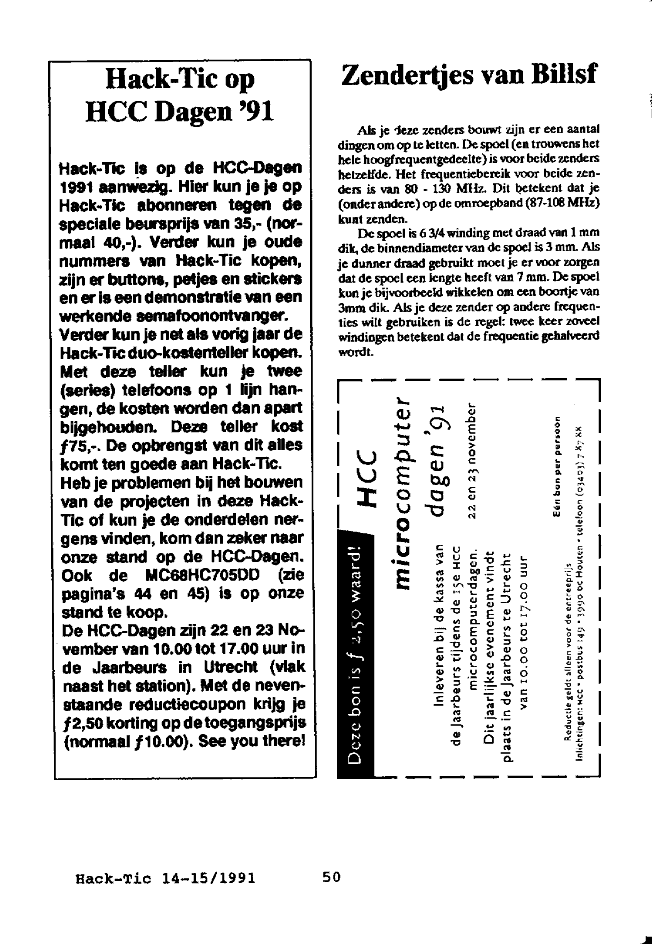 Hack-Tic op
HCC Dagen '91
Hack-Tic is op de HCC-Dagen
1991 aanwezig. Hier kun je je op
Hack-Tic abonneren tegen de
speciale beursprijs van 35,- (nor-
maal 40,-). Verder kun je oude
nummers van Hack-Tic kopen,
zijn er buttons, petjes en stickers
en er is een demonstratie van een
werkende semafoonontvanger.
Verder kun je net als vorig jaar de
Hack-Tic duo-kostenteller kopen.
Met deze teller kun je twee
(series) telefoons op 1 lijn han-
gen, de kosten worden dan apart
bijgehouden. Deze teller kost
ƒ75,-. De opbrengst van dit alles
komt ten goede aan Hack-Tic.
Heb je problemen bij het bouwen
van de projecten in deze Hack-
Tic of kun je de onderdelen ner-
gens vinden, kom dan zeker naar
onze stand op de HCC-Dagen.
Ook de MC68HC705DD (zie
pagina's 44 en 45) is op onze
stand te koop.
De HCC-Dagen zijn 22 en 23 No-
vember van 10.00 tot 17.00 uur in
de Jaarbeurs in Utrecht (vlak
naast het station). Met de neven-
staande reductiecoupon krijg je
ƒ2,50 korting op de toegangsprijs
(normaal ƒ10.00). See you there!
Zendertjes van Billsf
Als je deze zenders bouwt zijn er een aantal
dingen om op te letten. De spoel (en trouwens het
hele hoogfrequentgedeelte) is voor beide zenders
hetzelfde. Het frequentiebereik voor beide zen-
ders is van 80 - 130 MHz. Dit betekent dat je
(onder andere) op de omroepband (87-108 MHz)
kunt zenden.
De spoel is 6 3/4 winding met draad van 1 mm
dik, de binnendiameter van de spoel is 3 mm. Als
je dunner draad gebruikt moet je er voor zorgen
dat de spoel een lengte heeft van 7 mm. De spoel
kun je bijvoorbeeld wikkelen om een boortje van
3mm dik. Als je deze zender op andere frequen-
ties wilt gebruiken is de regel: twee keer zoveel
windingen betekent dat de frequentie gehalveerd
wordt.
Deze bon is ƒ 2,50 waard!
HCC
microcomputer
dagen '91
22 en 23 november
Inleveren bij de kassa van
de Jaarbeurs tijdens de 15e HCC
microcomputerdagen.
Dit jaarlijkse evenement vindt
plaats in de Jaarbeurs te Utrecht
van 10.00 tot 17.00 uur
Eén bon per persoon
Reductie geldt alleen voor de entreeprijs
Inlichtingen: HCC • postbus 149 • 3990 DC Houten • telefoon (03403) 7 87 88
Hack-Tic 14-15/1991
50